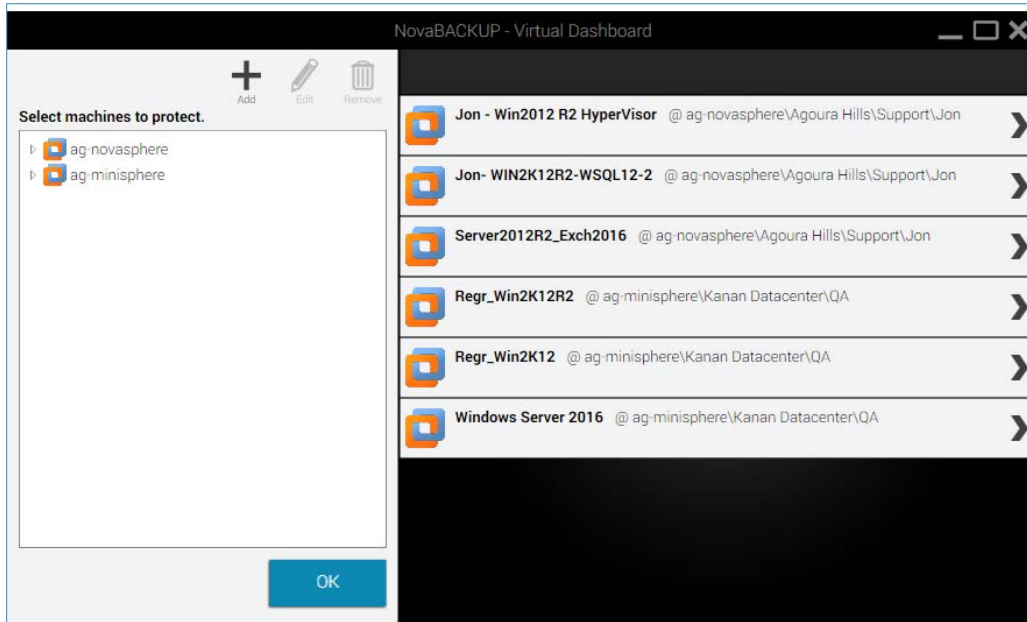 NovaBACKUP - Virtual Dashboard
Add Edit Remove
Select machines to protect.
ag-novasphere
ag-minisphere
OK
Jon - Win2012 R2 HyperVisor @ ag-novasphere\Agoura Hills\Support\Jon
Jon- WIN2K12R2-WSQL12-2 @ ag-novasphere\Agoura Hills\Support\Jon
Server2012R2_Exch2016 @ ag-novasphere\Agoura Hills\Support\Jon
Regr_Win2K12R2 @ ag-minisphere\Kanan Datacenter\QA
Regr_Win2K12 @ ag-minisphere\Kanan Datacenter\QA
Windows Server 2016 @ ag-minisphere\Kanan Datacenter\QA